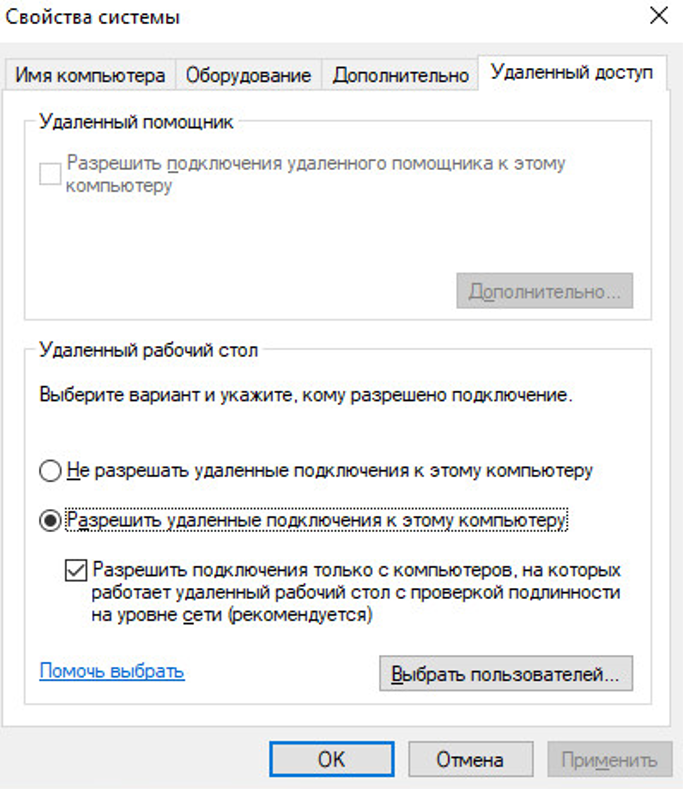 Свойства системы
Имя компьютера
Оборудование
Дополнительно
Удаленный доступ
Удаленный помощник
Разрешить подключения удаленного помощника к этому
компьютеру
Дополнительно...
Удаленный рабочий стол
Выберите вариант и укажите, кому разрешено подключение.
Не разрешать удаленные подключения к этому компьютеру
Разрешить удаленные подключения к этому компьютеру
Разрешить подключения только с компьютеров, на которых
работает удаленный рабочий стол с проверкой подлинности
на уровне сети (рекомендуется)
Помочь выбрать
Выбрать пользователей...
ОК
Отмена
Применить